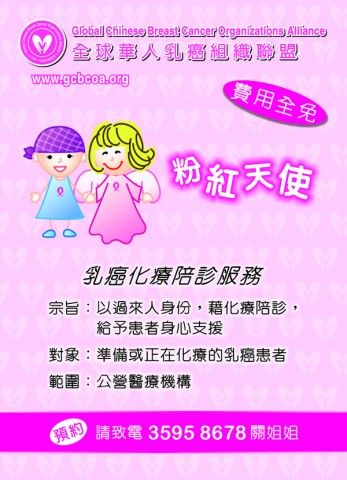 Global Chinese Breast Cancer Organizations Alliance
全球華人乳癌組織聯盟
www.gcbcoa.org
費用全免
粉紅天使
乳癌化療陪診服務
宗旨：以過來人身份，藉化療陪診，
給予患者身心支援
對象：準備或正在化療的乳癌患者
範圍：公營醫療機構
預約 請致電 3595 8678 關姐姐